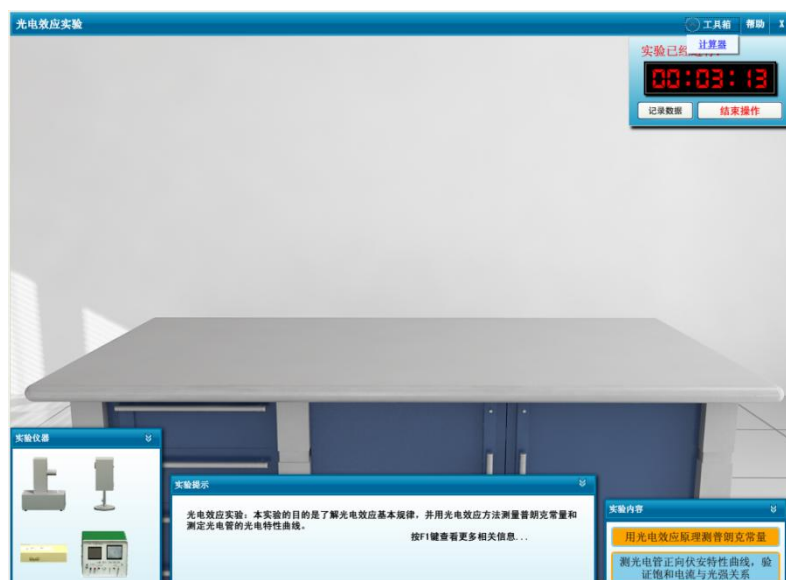 光电效应实验
工具箱 帮助 X
计算器
实验已经进行:
00:03:13
记录数据 结束操作
实验仪器
实验提示
光电效应实验：本实验的目的是了解光电效应基本规律，并用光电效应方法测量普朗克常量和
测定光电管的光电特性曲线。
按F1键查看更多相关信息...
实验内容
用光电效应原理测普朗克常量
测光电管正向伏安特性曲线，验
证饱和电流与光强关系